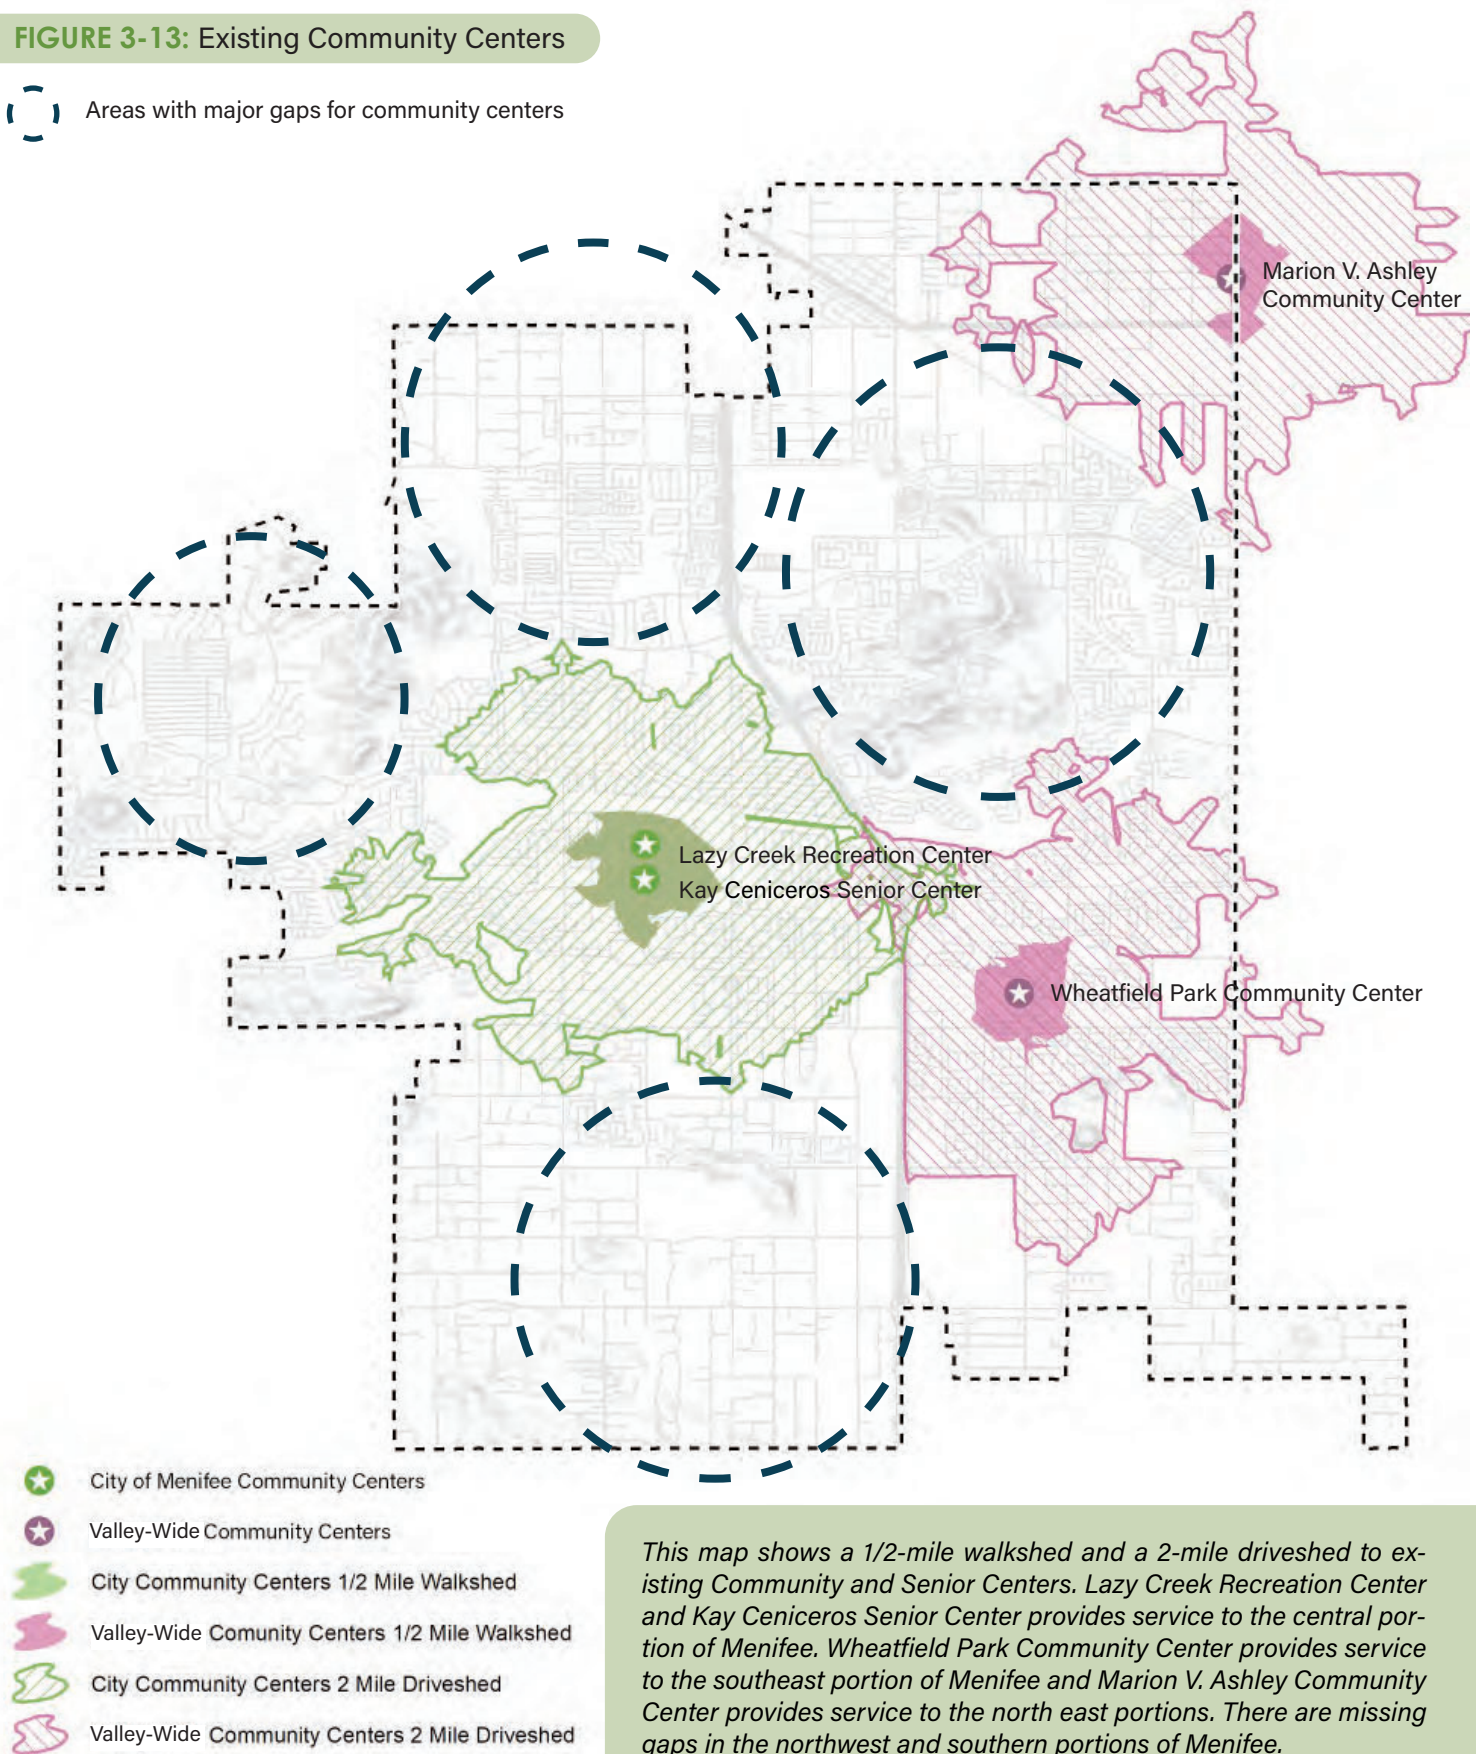 FIGURE 3-13: Existing Community Centers
Areas with major gaps for community centers
Marion V. Ashley
Community Center
Lazy Creek Recreation Center
Kay Ceniceros Senior Center
Wheatfield Park Community Center
City of Menifee Community Centers
Valley-Wide Community Centers
City Community Centers 1/2 Mile Walkshed
Valley-Wide Comunity Centers 1/2 Mile Walkshed
City Community Centers 2 Mile Driveshed
Valley-Wide Community Centers 2 Mile Driveshed
This map shows a 1/2-mile walkshed and a 2-mile driveshed to ex-
isting Community and Senior Centers. Lazy Creek Recreation Center
and Kay Ceniceros Senior Center provides service to the central por-
tion of Menifee. Wheatfield Park Community Center provides service
to the southeast portion of Menifee and Marion V. Ashley Community
Center provides service to the north east portions. There are missing
gaps in the northwest and southern portions of Menifee.